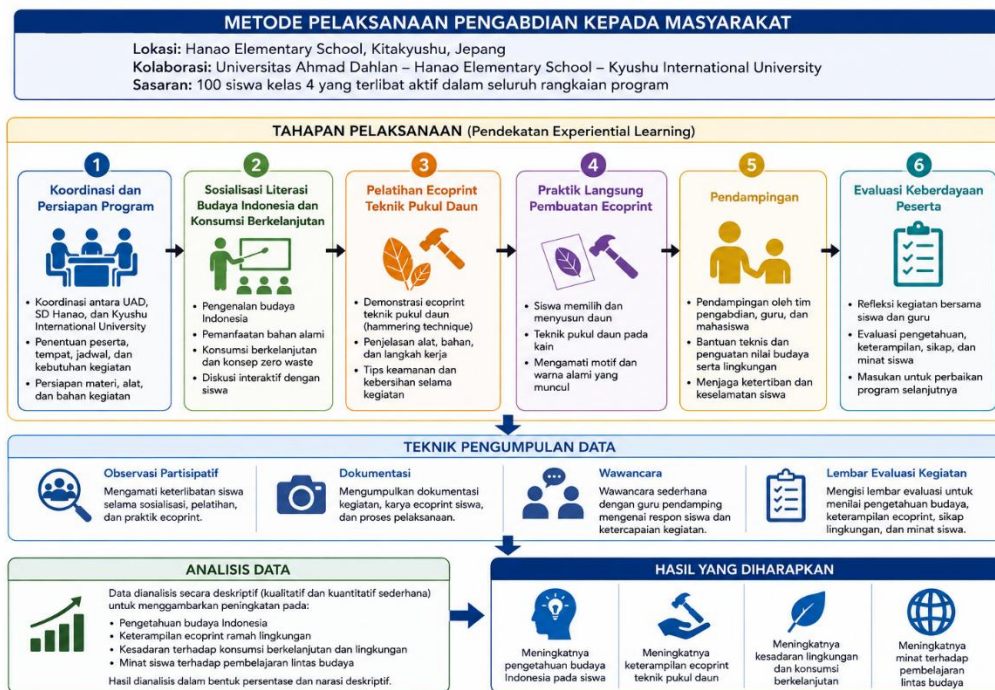 METODE PELAKSANAAN PENGABDIAN KEPADA MASYARAKAT
Lokasi: Hanao Elementary School, Kitakyushu, Jepang
Kolaborasi: Universitas Ahmad Dahlan – Hanao Elementary School – Kyushu International University
Sasaran: 100 siswa kelas 4 yang terlibat aktif dalam seluruh rangkaian program
TAHAPAN PELAKSANAAN (Pendekatan Experiential Learning)
1
Koordinasi dan
Persiapan Program
• Koordinasi antara UAD,
SD Hanao, dan Kyushu
International University
• Penentuan peserta,
tempat, jadwal, dan
kebutuhan kegiatan
• Persiapan materi, alat,
dan bahan kegiatan
2
Sosialisasi Literasi
Budaya Indonesia dan
Konsumsi Berkelanjutan
• Pengenalan budaya
Indonesia
• Pemanfaatan bahan alami
• Konsumsi berkelanjutan
dan konsep zero waste
• Diskusi interaktif dengan
siswa
3
Pelatihan Ecoprint
Teknik Pukul Daun
• Demonstrasi ecoprint
teknik pukul daun
(hammering technique)
• Penjelasan alat, bahan,
dan langkah kerja
• Tips keamanan dan
kebersihan selama
kegiatan
4
Praktik Langsung
Pembuatan Ecoprint
• Siswa memilih dan
menyusun daun
• Teknik pukul daun pada
kain
• Mengamati motif dan
warna alami yang
muncul
5
Pendampingan
• Pendampingan oleh tim
pengabdian, guru, dan
mahasiswa
• Bantuan teknis dan
penguatan nilai budaya
serta lingkungan
• Menjaga ketertiban dan
keselamatan siswa
6
Evaluasi Keberdayaan
Peserta
• Refleksi kegiatan bersama
siswa dan guru
• Evaluasi pengetahuan,
keterampilan, sikap, dan
minat siswa
• Masukan untuk perbaikan
program selanjutnya
TEKNIK PENGUMPULAN DATA
Observasi Partisipatif
Mengamati keterlibatan siswa
selama sosialisasi, pelatihan,
dan praktik ecoprint.
Dokumentasi
Mengumpulkan dokumentasi
kegiatan, karya ecoprint siswa,
dan proses pelaksanaan.
Wawancara
Wawancara sederhana
dengan guru pendamping
mengenai respon siswa dan
ketercapaian kegiatan.
Lembar Evaluasi Kegiatan
Mengisi lembar evaluasi untuk
menilai pengetahuan budaya,
keterampilan ecoprint, sikap
lingkungan, dan minat siswa.
ANALISIS DATA
Data dianalisis secara deskriptif (kualitatif dan kuantitatif sederhana)
untuk menggambarkan peningkatan pada:
• Pengetahuan budaya Indonesia
• Keterampilan ecoprint ramah lingkungan
• Kesadaran terhadap konsumsi berkelanjutan dan lingkungan
• Minat siswa terhadap pembelajaran lintas budaya
Hasil dianalisis dalam bentuk persentase dan narasi deskriptif.
HASIL YANG DIHARAPKAN
Meningkatnya
pengetahuan budaya
Indonesia pada siswa
Meningkatnya
keterampilan ecoprint
teknik pukul daun
Meningkatnya
kesadaran lingkungan
dan konsumsi
berkelanjutan
Meningkatnya
minat terhadap
pembelajaran
lintas budaya